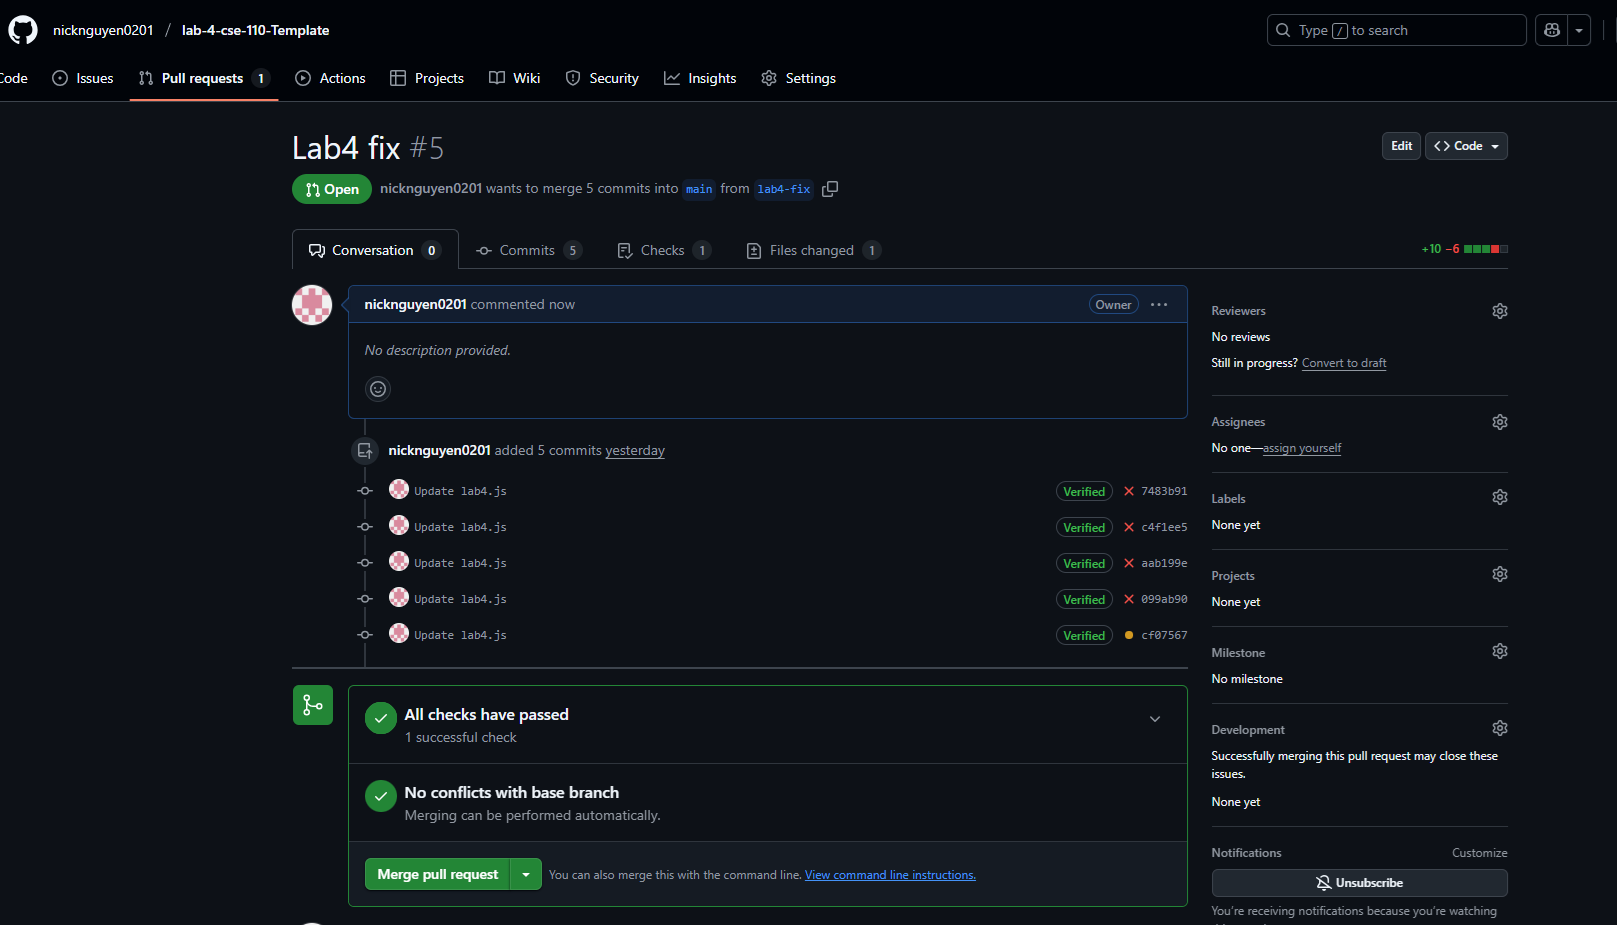 nicknguyen0201 / lab-4-cse-110-Template
Type / to search
Code Issues Pull requests 1 Actions Projects Wiki Security Insights Settings
Lab4 fix #5
Edit
Code
Open
nicknguyen0201 wants to merge 5 commits into main from lab4-fix
Conversation 0
Commits 5
Checks 1
Files changed 1
+10 −6
nicknguyen0201 commented now
Owner
No description provided.
nicknguyen0201 added 5 commits yesterday
Update lab4.js Verified 7483b91
Update lab4.js Verified c4f1ee5
Update lab4.js Verified aab199e
Update lab4.js Verified 099ab90
Update lab4.js Verified cf07567
All checks have passed
1 successful check
No conflicts with base branch
Merging can be performed automatically.
Merge pull request
You can also merge this with the command line. View command line instructions.
Reviewers
No reviews
Still in progress? Convert to draft
Assignees
No one—assign yourself
Labels
None yet
Projects
None yet
Milestone
No milestone
Development
Successfully merging this pull request may close these
issues.
None yet
Notifications
Customize
Unsubscribe
You're receiving notifications because you're watching